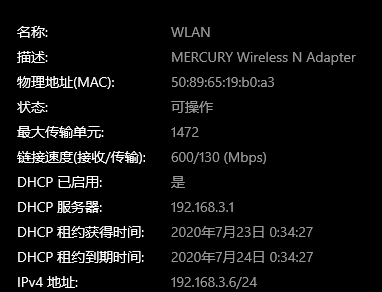 名称: WLAN
描述: MERCURY Wireless N Adapter
物理地址(MAC): 50:89:65:19:b0:a3
状态: 可操作
最大传输单元: 1472
链接速度(接收/传输): 600/130 (Mbps)
DHCP 已启用: 是
DHCP 服务器: 192.168.3.1
DHCP 租约获得时间: 2020年7月23日 0:34:27
DHCP 租约到期时间: 2020年7月24日 0:34:27
IPv4 地址: 192.168.3.6/24